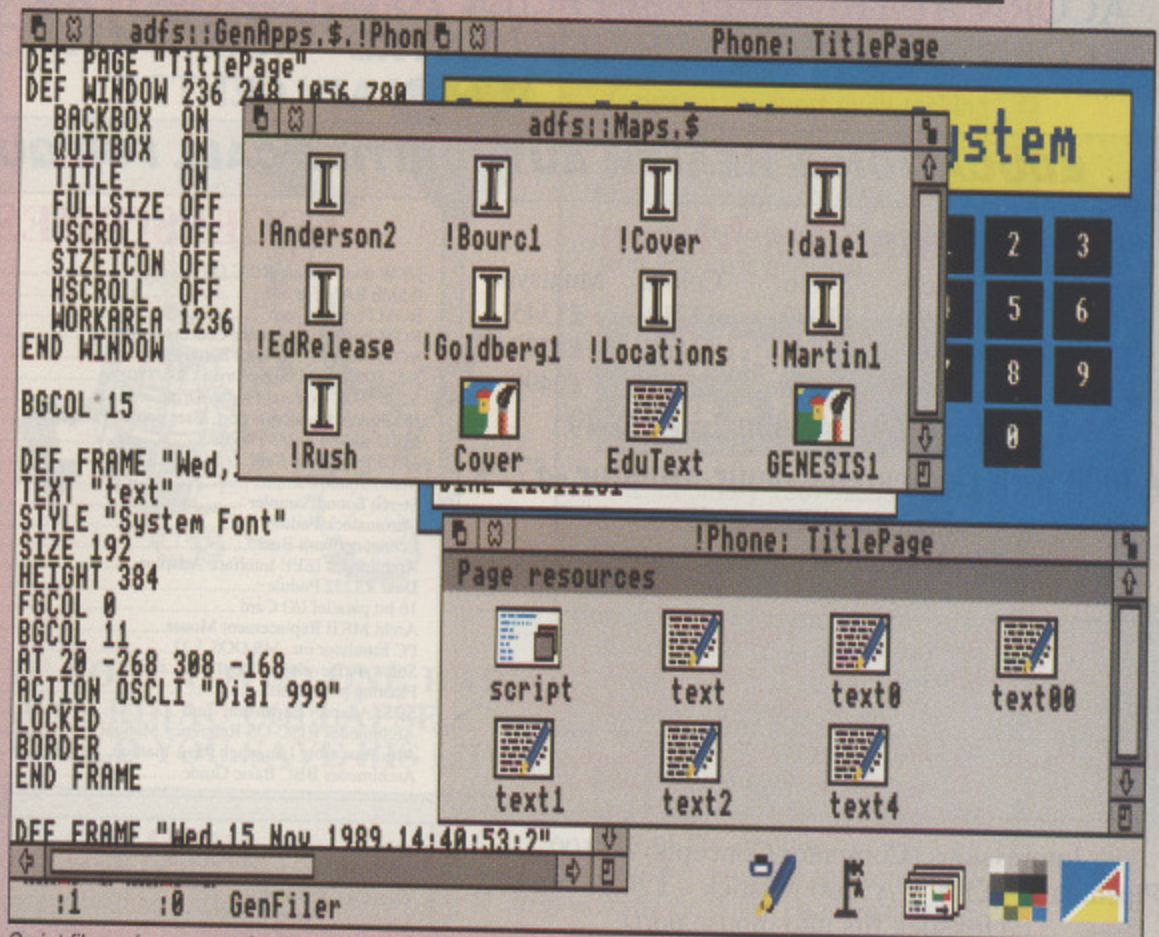 adfs::GenApps.$.!Phon
DEF PAGE "TitlePage"
DEF WINDOW 236 248 1056 780
BACKBOX ON
QUITBOX ON
TITLE ON
FULLSIZE OFF
VSCROLL OFF
SIZEICON OFF
HSCROLL OFF
WORKAREA 1236
END WINDOW
BGCOL 15
DEF FRAME "Wed,
TEXT "text"
STYLE "System Font"
SIZE 192
HEIGHT 384
FGCOL 0
BGCOL 11
AT 20 -268 308 -168
ACTION OSCLI "Dial 999"
LOCKED
BORDER
END FRAME
DEF FRAME "Wed,15 Nov 1989.14:40:53:2"
Phone: TitlePage
ystem
2 3
5 6
8 9
0
adfs::Maps.$
!Anderson2 !Bourc1 !Cover !dale1
!EdRelease !Goldberg1 !Locations !Martin1
!Rush Cover EduText GENESIS1
!Phone: TitlePage
Page resources
script text text0 text00
text1 text2 text4
:1 :0 GenFiler